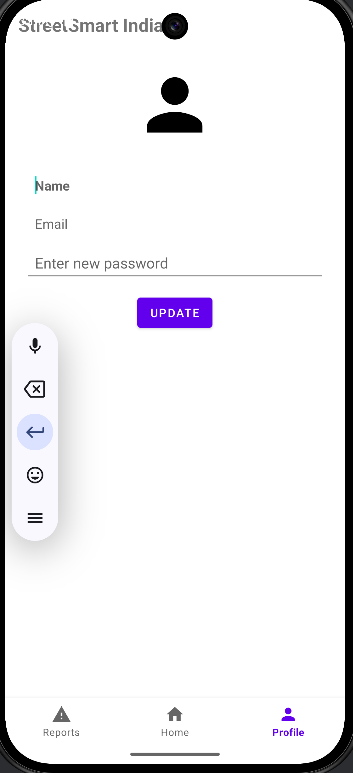 StreetSmart India
Name
Email
Enter new password
UPDATE
Reports
Home
Profile